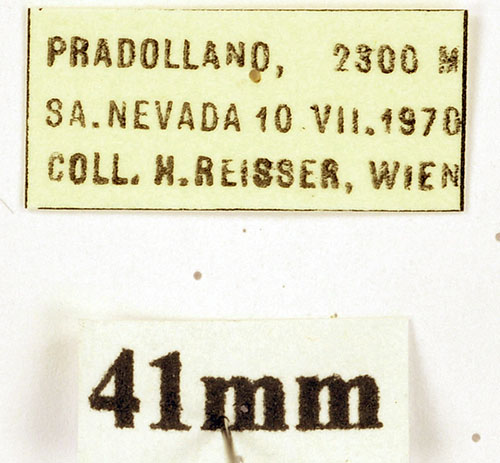 PRADOLLANO, 2300 M
SA. NEVADA 10 VII.1970
COLL. H. REISSER, WIEN
41mm